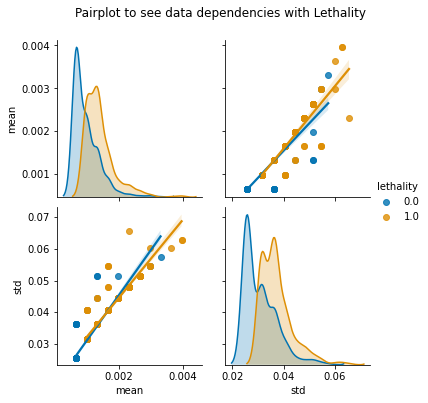 Pairplot to see data dependencies with Lethality
0.004
0.003
0.002
0.001
mean
lethality
0.0
1.0
0.07
0.06
0.05
0.04
0.03
std
0.002
0.004
mean
0.02
0.04
0.06
std